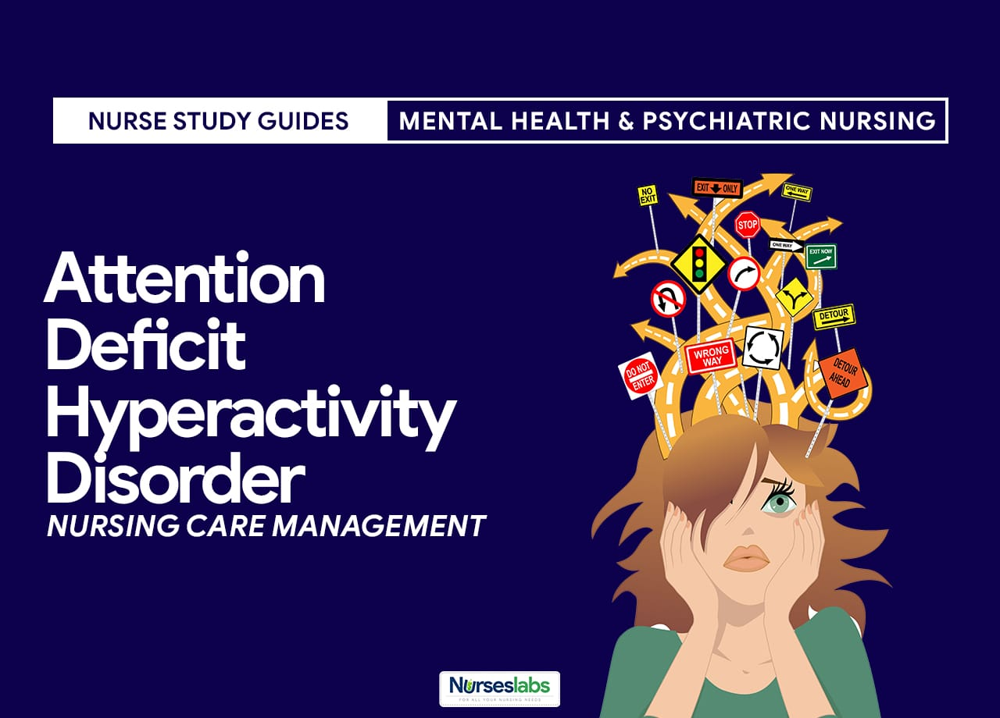 NURSE STUDY GUIDES
MENTAL HEALTH & PSYCHIATRIC NURSING
Attention
Deficit
Hyperactivity
Disorder
NURSING CARE MANAGEMENT
NO
EXIT
EXIT ONLY
ONE WAY
STOP
ONE WAY
EXIT NOW
DETOUR
WRONG
WAY
DO NOT
ENTER
DETOUR
AHEAD
Nurseslabs
FOR ALL YOUR NURSING NEEDS